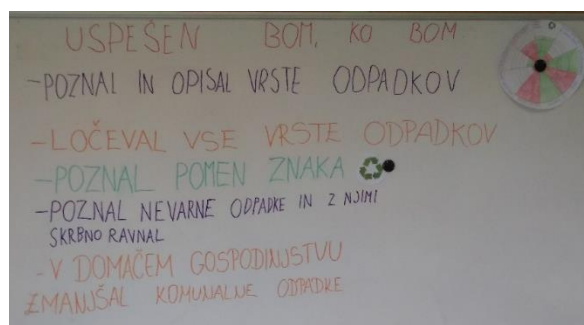 USPEŠEN BOM, KO BOM
-POZNAL IN OPISAL VRSTE ODPADKOV
-LOČEVAL VSE VRSTE ODPADKOV
-POZNAL POMEN ZNAKA
-POZNAL NEVARNE ODPADKE IN Z NJIMI
SKRBNO RAVNAL
-V DOMAČEM GOSPODINJSTVU
ZMANJŠAL KOMUNALNE ODPADKE